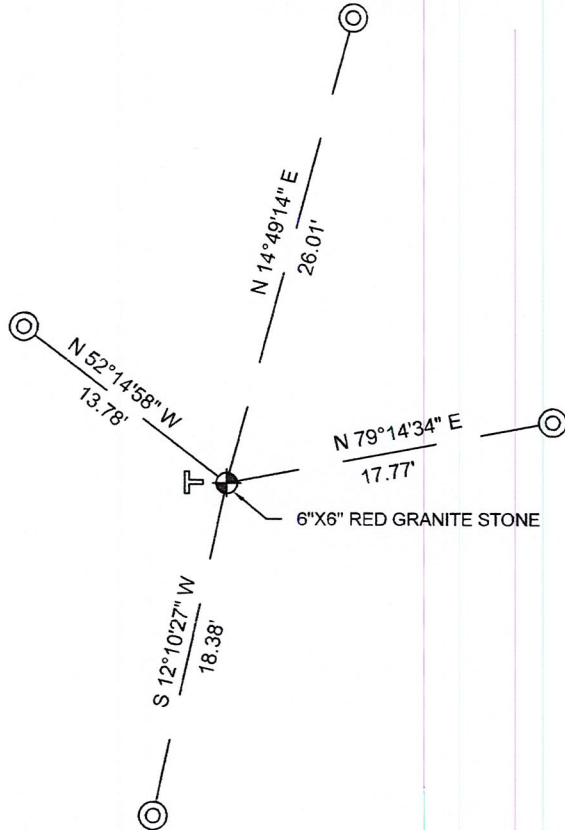 N 14°49'14" E
26.01'
N 52°14'58" W
13.78'
N 79°14'34" E
17.77'
6"X6" RED GRANITE STONE
S 12°10'27" W
18.38'